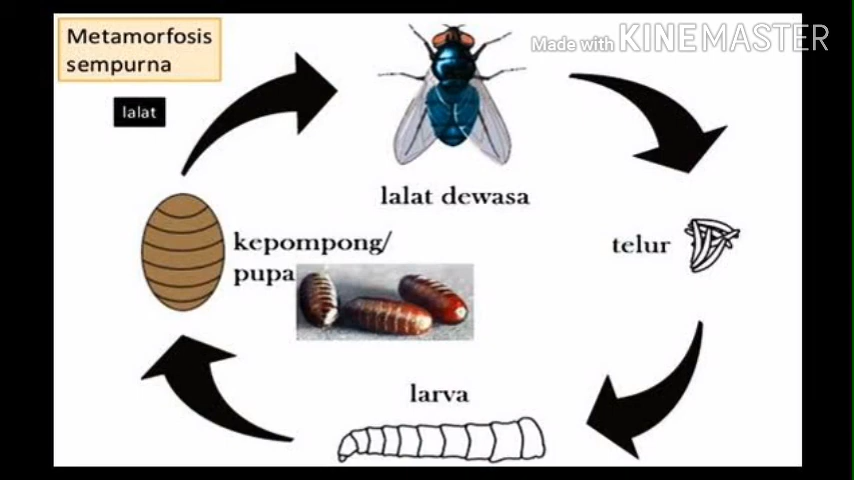 Metamorfosis
sempurna
Made with KINEMASTER
lalat
lalat dewasa
kepompong/
pupa
telur
larva